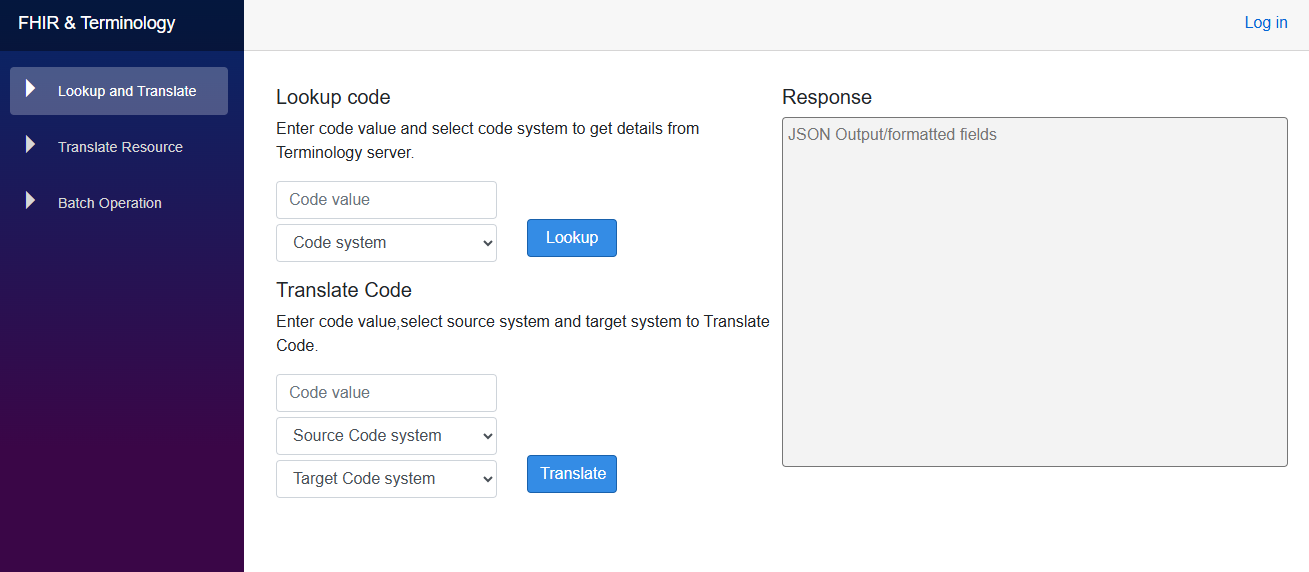 FHIR & Terminology
Log in
Lookup and Translate
Translate Resource
Batch Operation
Lookup code
Enter code value and select code system to get details from
Terminology server.
Code value
Code system
Lookup
Translate Code
Enter code value,select source system and target system to Translate
Code.
Code value
Source Code system
Target Code system
Translate
Response
JSON Output/formatted fields